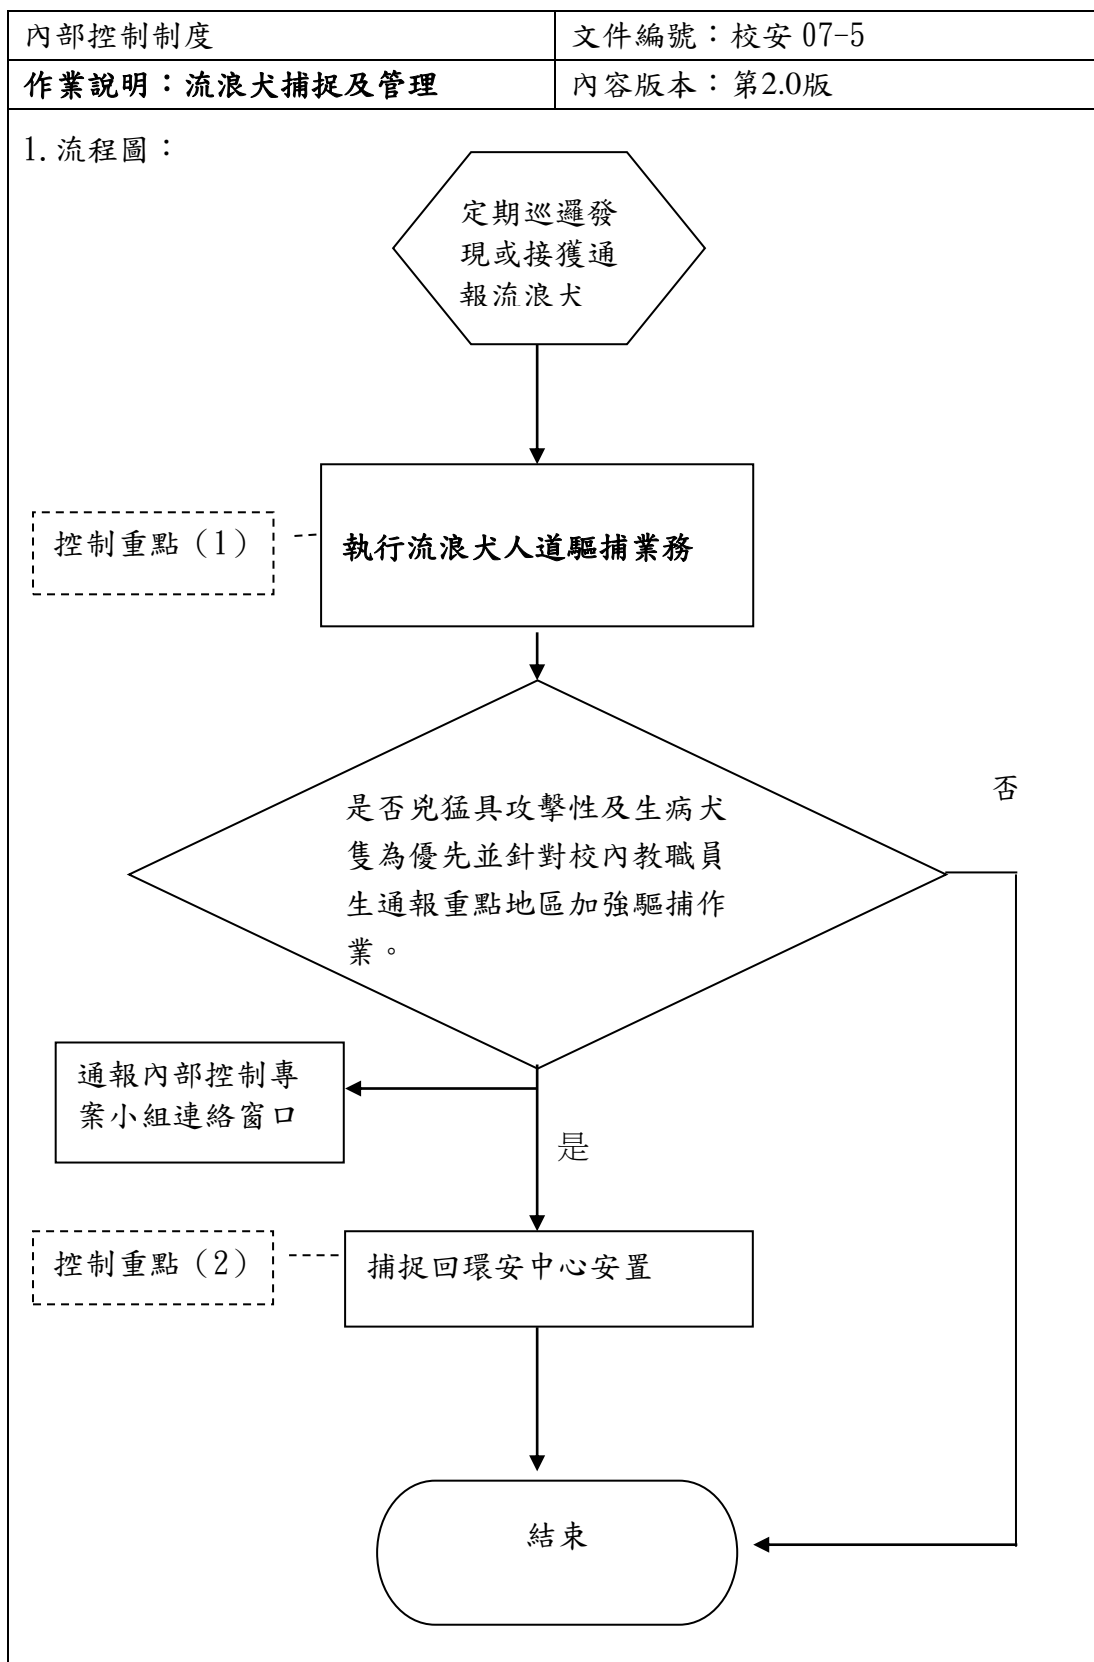 內部控制制度
文件編號：校安 07-5
作業說明：流浪犬捕捉及管理
內容版本：第2.0版
1. 流程圖：
定期巡邏發
現或接獲通
報流浪犬
控制重點（1）
執行流浪犬人道驅捕業務
否
是否兇猛具攻擊性及生病犬
隻為優先並針對校內教職員
生通報重點地區加強驅捕作
業。
通報內部控制專
案小組連絡窗口
是
控制重點（2）
捕捉回環安中心安置
結束